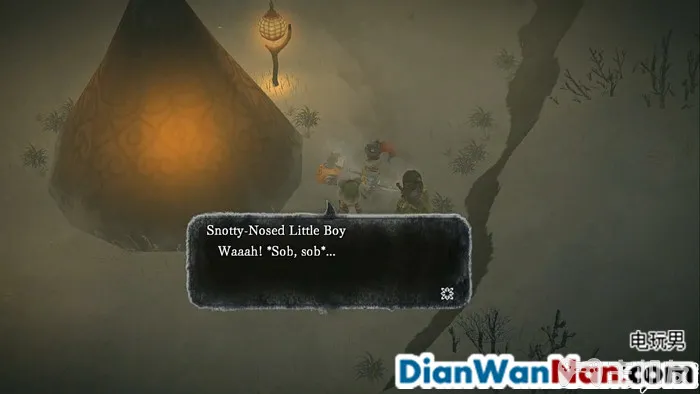 Snotty-Nosed Little Boy
Waaah! *Sob, sob*...
电玩男
DianWanNan.com